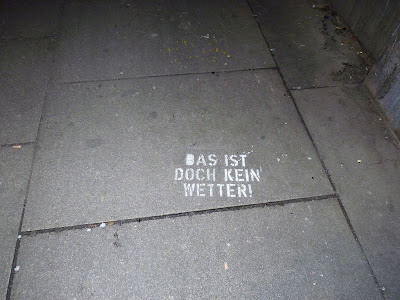 DAS IST
DOCH KEIN
WETTER!